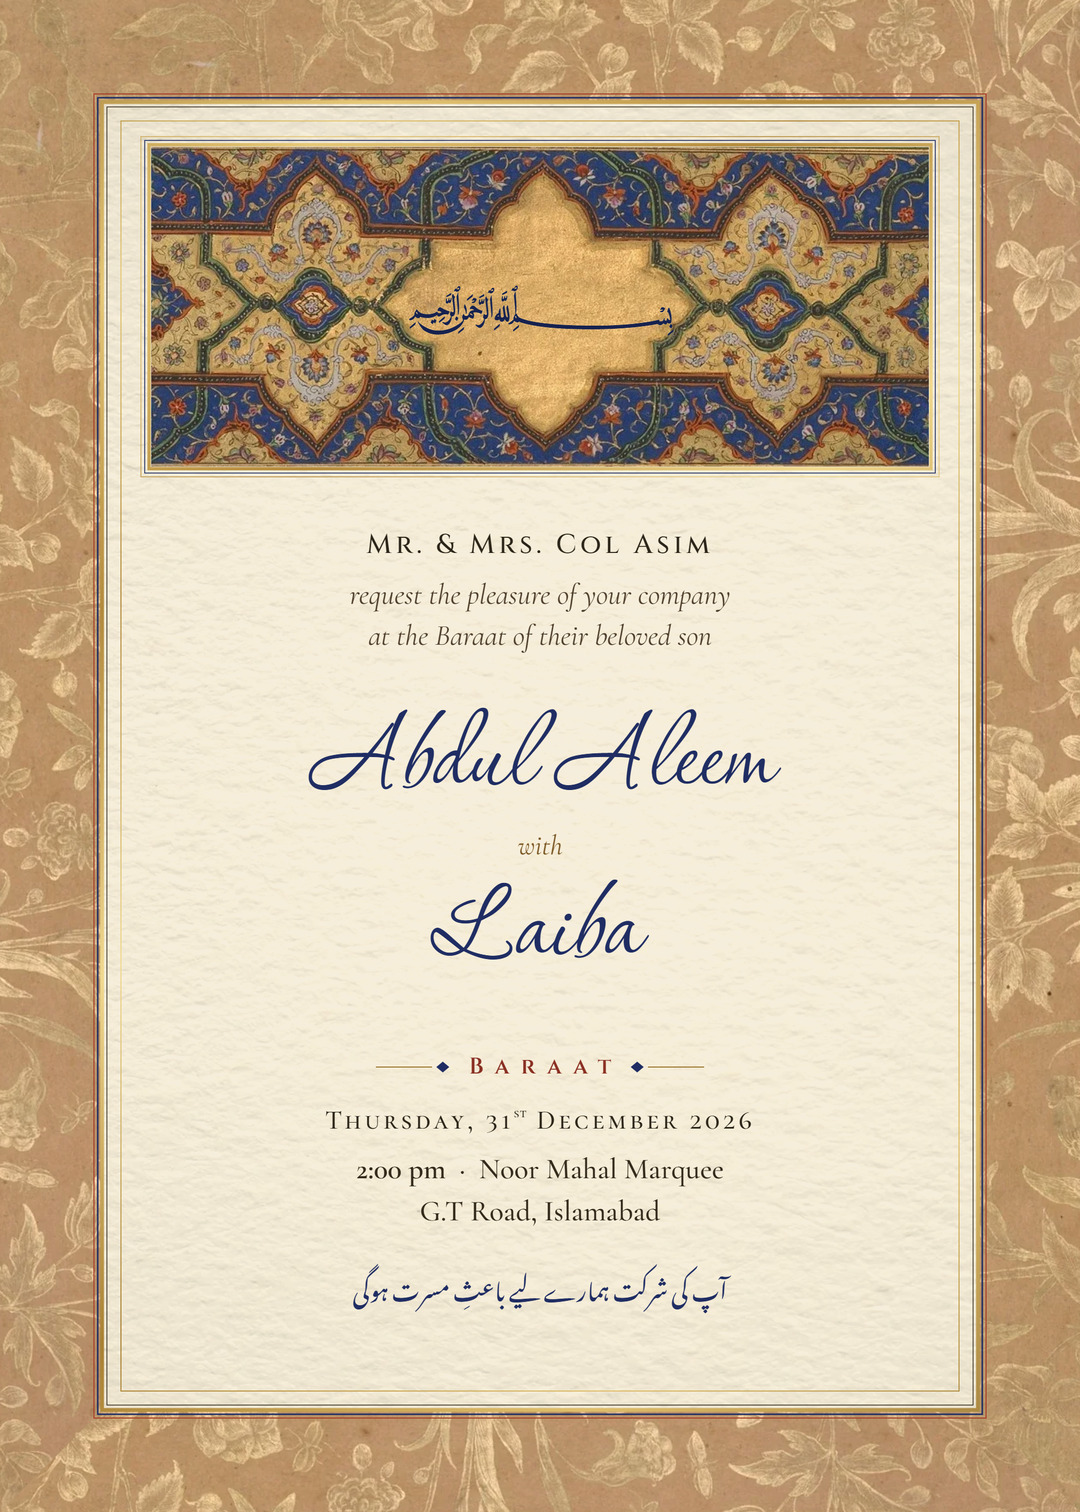 بسم الله الرحمن الرحيم
Mr. & Mrs. Col Asim
request the pleasure of your company
at the Baraat of their beloved son
Abdul Aleem
with
Laiba
Baraat
Thursday, 31st December 2026
2:00 pm · Noor Mahal Marquee
G.T Road, Islamabad
آپ کی شرکت ہمارے لیے باعثِ مسرت ہوگی